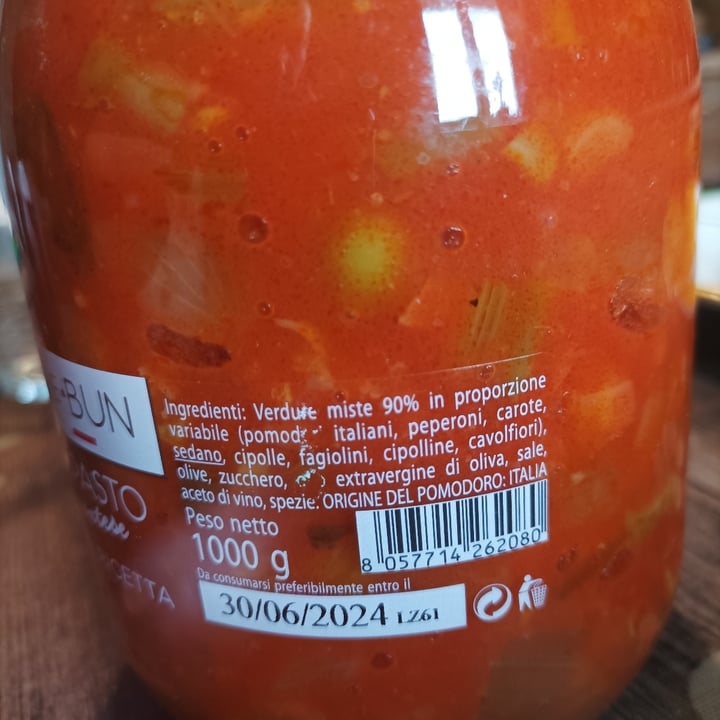 BUN
Ingredienti: Verdure miste 90% in proporzione
variabile (pomod italiani, peperoni, carote,
sedano, cipolle, fagiolini, cipolline, cavolfiori),
olive, zucchero, extravergine di oliva, sale,
aceto di vino, spezie. ORIGINE DEL POMODORO: ITALIA
Peso netto
1000 g
8 057714 262080
Da consumarsi preferibilmente entro il
30/06/2024 LZ61